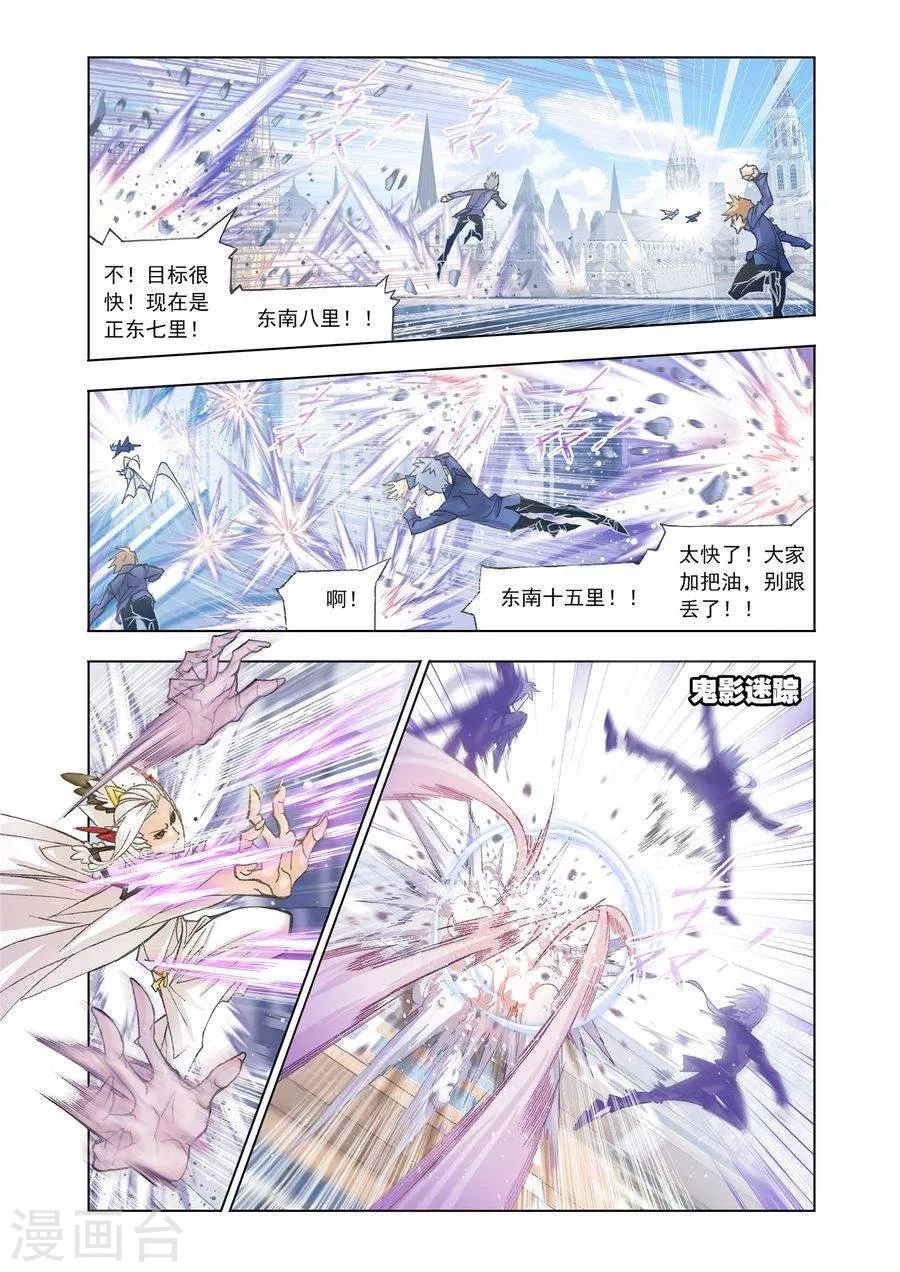 不！目标很
快！现在是
正东七里！
东南八里！！
啊！
东南十五里！！
太快了！大家
加把油，别跟
丢了！！
鬼影迷踪
漫画台